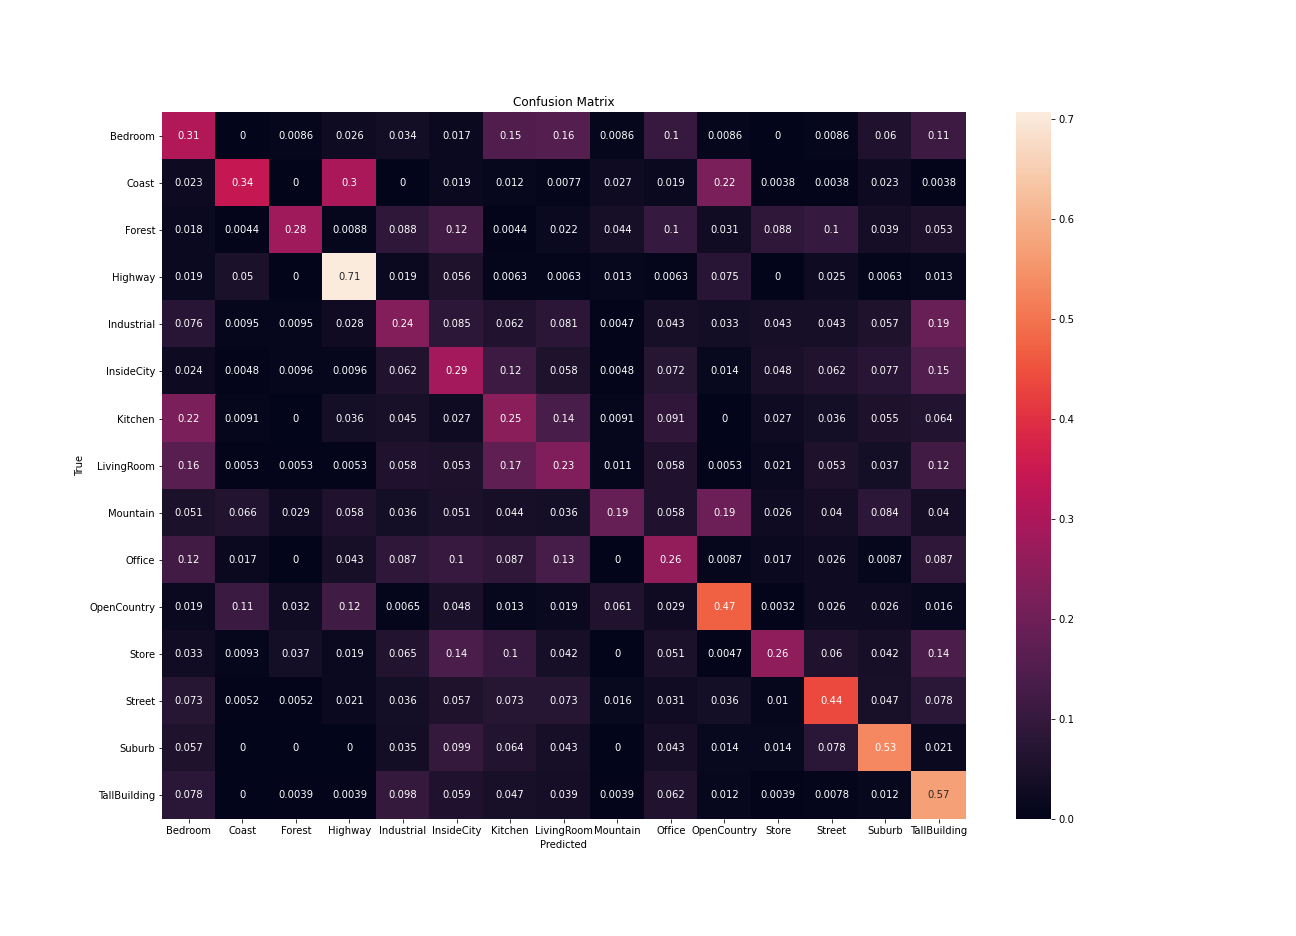 Confusion Matrix
Bedroom 0.31 0 0.0086 0.026 0.034 0.017 0.15 0.16 0.0086 0.1 0.0086 0 0.0086 0.06 0.11
Coast 0.023 0.34 0 0.3 0 0.019 0.012 0.0077 0.027 0.019 0.22 0.0038 0.0038 0.023 0.0038
Forest 0.018 0.0044 0.28 0.0088 0.088 0.12 0.0044 0.022 0.044 0.1 0.031 0.088 0.1 0.039 0.053
Highway 0.019 0.05 0 0.71 0.019 0.056 0.0063 0.0063 0.013 0.0063 0.075 0 0.025 0.0063 0.013
Industrial 0.076 0.0095 0.0095 0.028 0.24 0.085 0.062 0.081 0.0047 0.043 0.033 0.043 0.043 0.057 0.19
InsideCity 0.024 0.0048 0.0096 0.0096 0.062 0.29 0.12 0.058 0.0048 0.072 0.014 0.048 0.062 0.077 0.15
Kitchen 0.22 0.0091 0 0.036 0.045 0.027 0.25 0.14 0.0091 0.091 0 0.027 0.036 0.055 0.064
LivingRoom 0.16 0.0053 0.0053 0.0053 0.058 0.053 0.17 0.23 0.011 0.058 0.0053 0.021 0.053 0.037 0.12
Mountain 0.051 0.066 0.029 0.058 0.036 0.051 0.044 0.036 0.19 0.058 0.19 0.026 0.04 0.084 0.04
Office 0.12 0.017 0 0.043 0.087 0.1 0.087 0.13 0 0.26 0.0087 0.017 0.026 0.0087 0.087
OpenCountry 0.019 0.11 0.032 0.12 0.0065 0.048 0.013 0.019 0.061 0.029 0.47 0.0032 0.026 0.026 0.016
Store 0.033 0.0093 0.037 0.019 0.065 0.14 0.1 0.042 0 0.051 0.0047 0.26 0.06 0.042 0.14
Street 0.073 0.0052 0.0052 0.021 0.036 0.057 0.073 0.073 0.016 0.031 0.036 0.01 0.44 0.047 0.078
Suburb 0.057 0 0 0 0.035 0.099 0.064 0.043 0 0.043 0.014 0.014 0.078 0.53 0.021
TallBuilding 0.078 0 0.0039 0.0039 0.098 0.059 0.047 0.039 0.0039 0.062 0.012 0.0039 0.0078 0.012 0.57
Bedroom Coast Forest Highway Industrial InsideCity Kitchen LivingRoom Mountain Office OpenCountry Store Street Suburb TallBuilding
Predicted
True
0.7
0.6
0.5
0.4
0.3
0.2
0.1
0.0